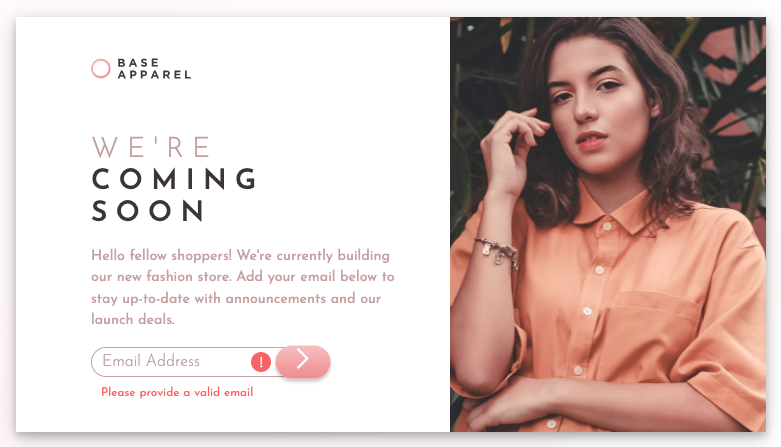 BASE
APPAREL
WE'RE
COMING
SOON
Hello fellow shoppers! We're currently building
our new fashion store. Add your email below to
stay up-to-date with announcements and our
launch deals.
Email Address !
Please provide a valid email